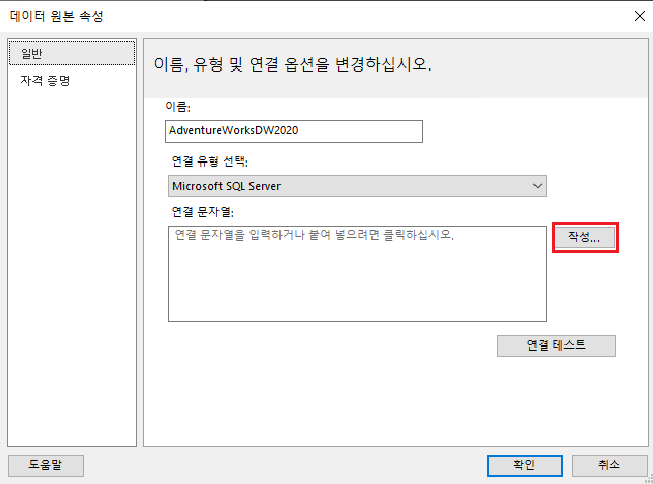 데이터 원본 속성
일반
자격 증명
이름, 유형 및 연결 옵션을 변경하십시오.
이름:
AdventureWorksDW2020
연결 유형 선택:
Microsoft SQL Server
연결 문자열:
연결 문자열을 입력하거나 붙여 넣으려면 클릭하십시오.
작성...
연결 테스트
도움말
확인
취소